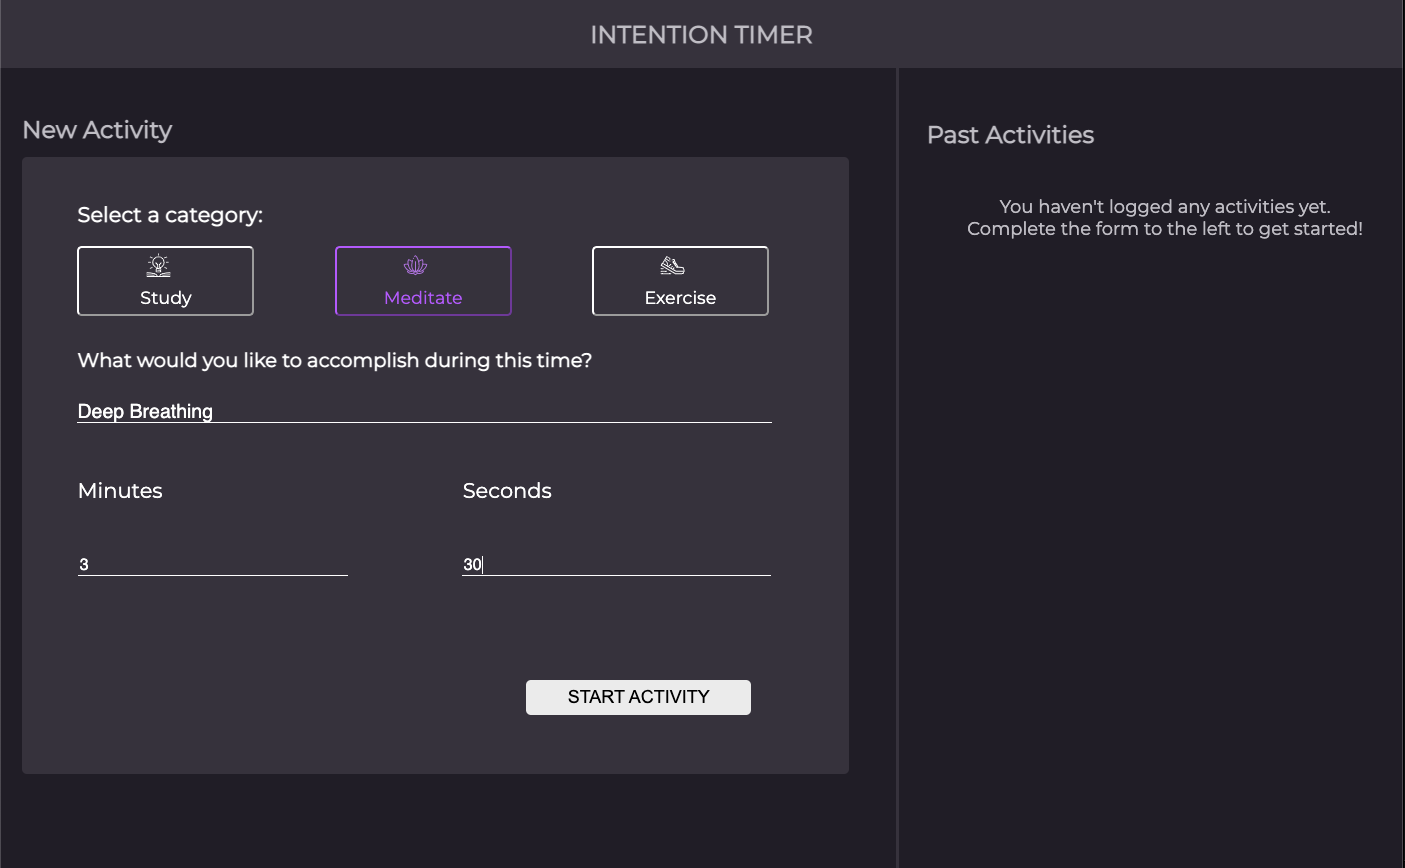 INTENTION TIMER
New Activity
Select a category:
Study
Meditate
Exercise
What would you like to accomplish during this time?
Deep Breathing
Minutes
Seconds
3
30
START ACTIVITY
Past Activities
You haven't logged any activities yet.
Complete the form to the left to get started!